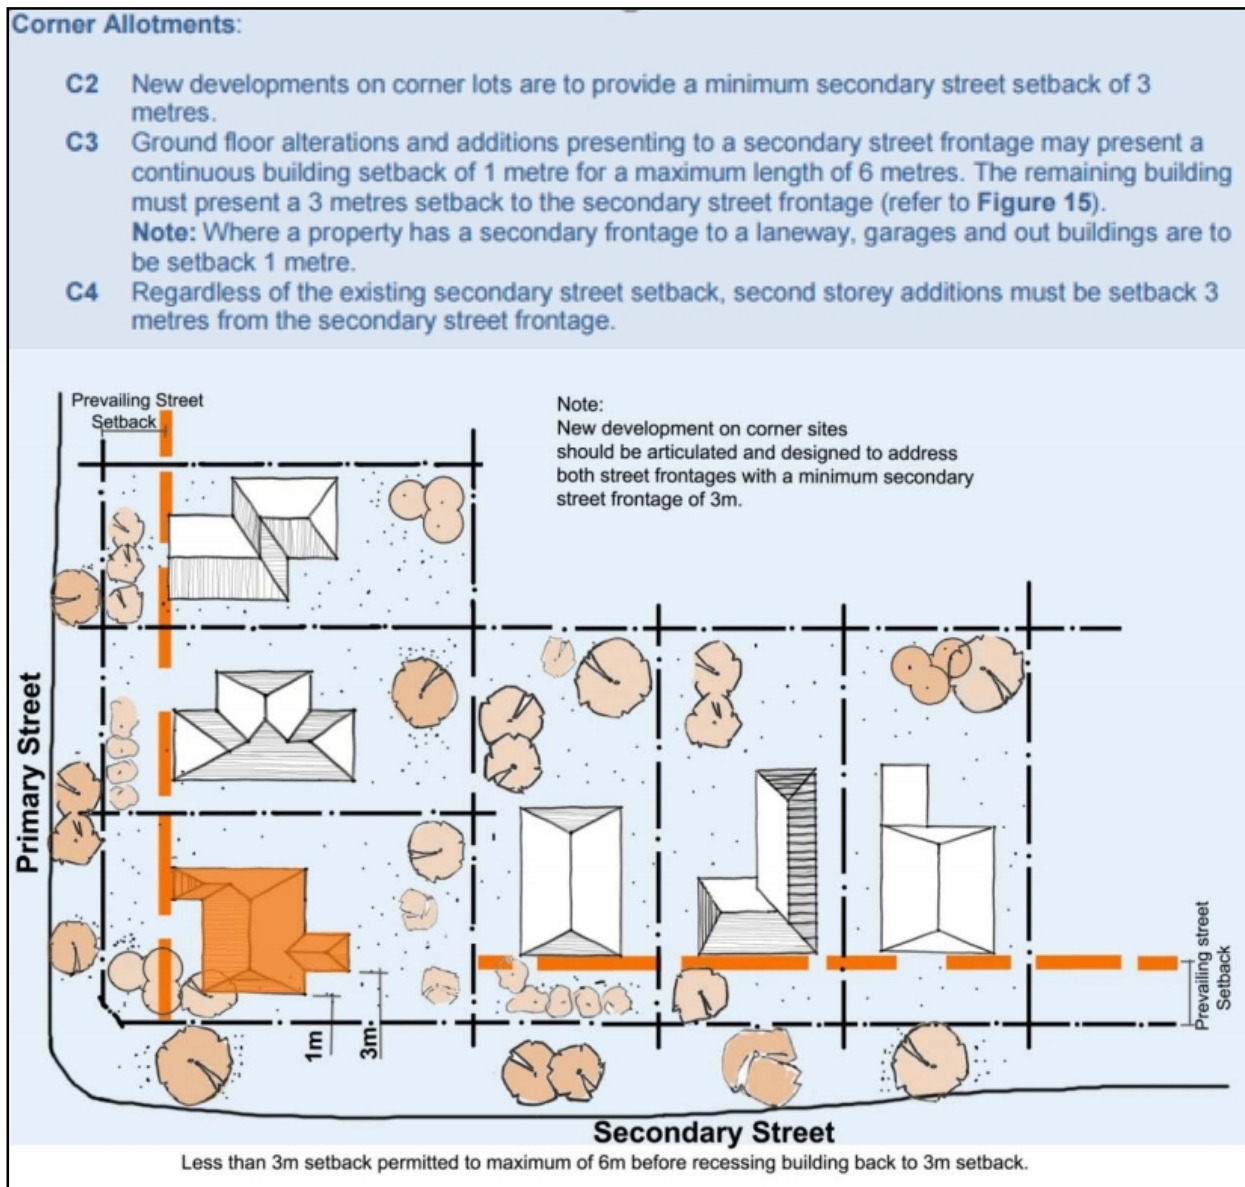 Corner Allotments:
C2 New developments on corner lots are to provide a minimum secondary street setback of 3
metres.
C3 Ground floor alterations and additions presenting to a secondary street frontage may present a
continuous building setback of 1 metre for a maximum length of 6 metres. The remaining building
must present a 3 metres setback to the secondary street frontage (refer to Figure 15).
Note: Where a property has a secondary frontage to a laneway, garages and out buildings are to
be setback 1 metre.
C4 Regardless of the existing secondary street setback, second storey additions must be setback 3
metres from the secondary street frontage.
Prevailing Street
Setback
Note:
New development on corner sites
should be articulated and designed to address
both street frontages with a minimum secondary
street frontage of 3m.
Primary Street
1m
3m
Prevailing street
Setback
Secondary Street
Less than 3m setback permitted to maximum of 6m before recessing building back to 3m setback.